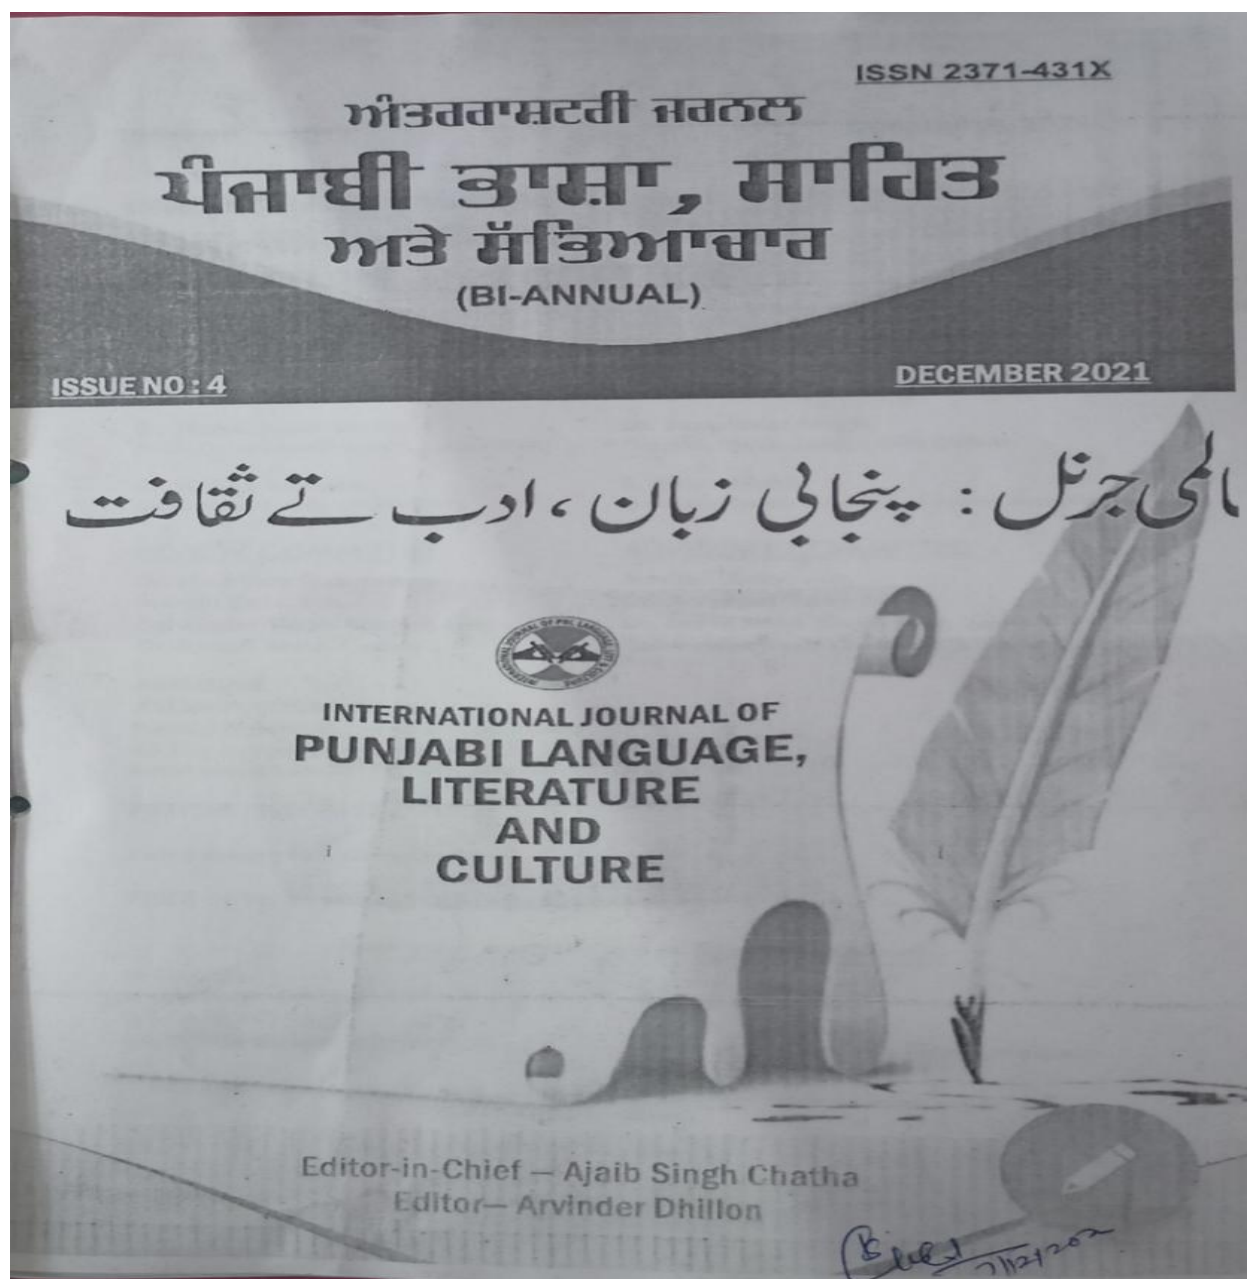 ISSN 2371-431X
ਅੰਤਰਰਾਸ਼ਟਰੀ ਜਰਨਲ
ਪੰਜਾਬੀ ਭਾਸ਼ਾ, ਸਾਹਿਤ
ਅਤੇ ਸੱਭਿਆਚਾਰ
(BI-ANNUAL)
ISSUE NO : 4
DECEMBER 2021
المی جرنل : پنجابی زبان ، ادب تے ثقافت
INTERNATIONAL JOURNAL OF
PUNJABI LANGUAGE,
LITERATURE
AND
CULTURE
Editor-in-Chief — Ajaib Singh Chatha
Editor— Arvinder Dhillon